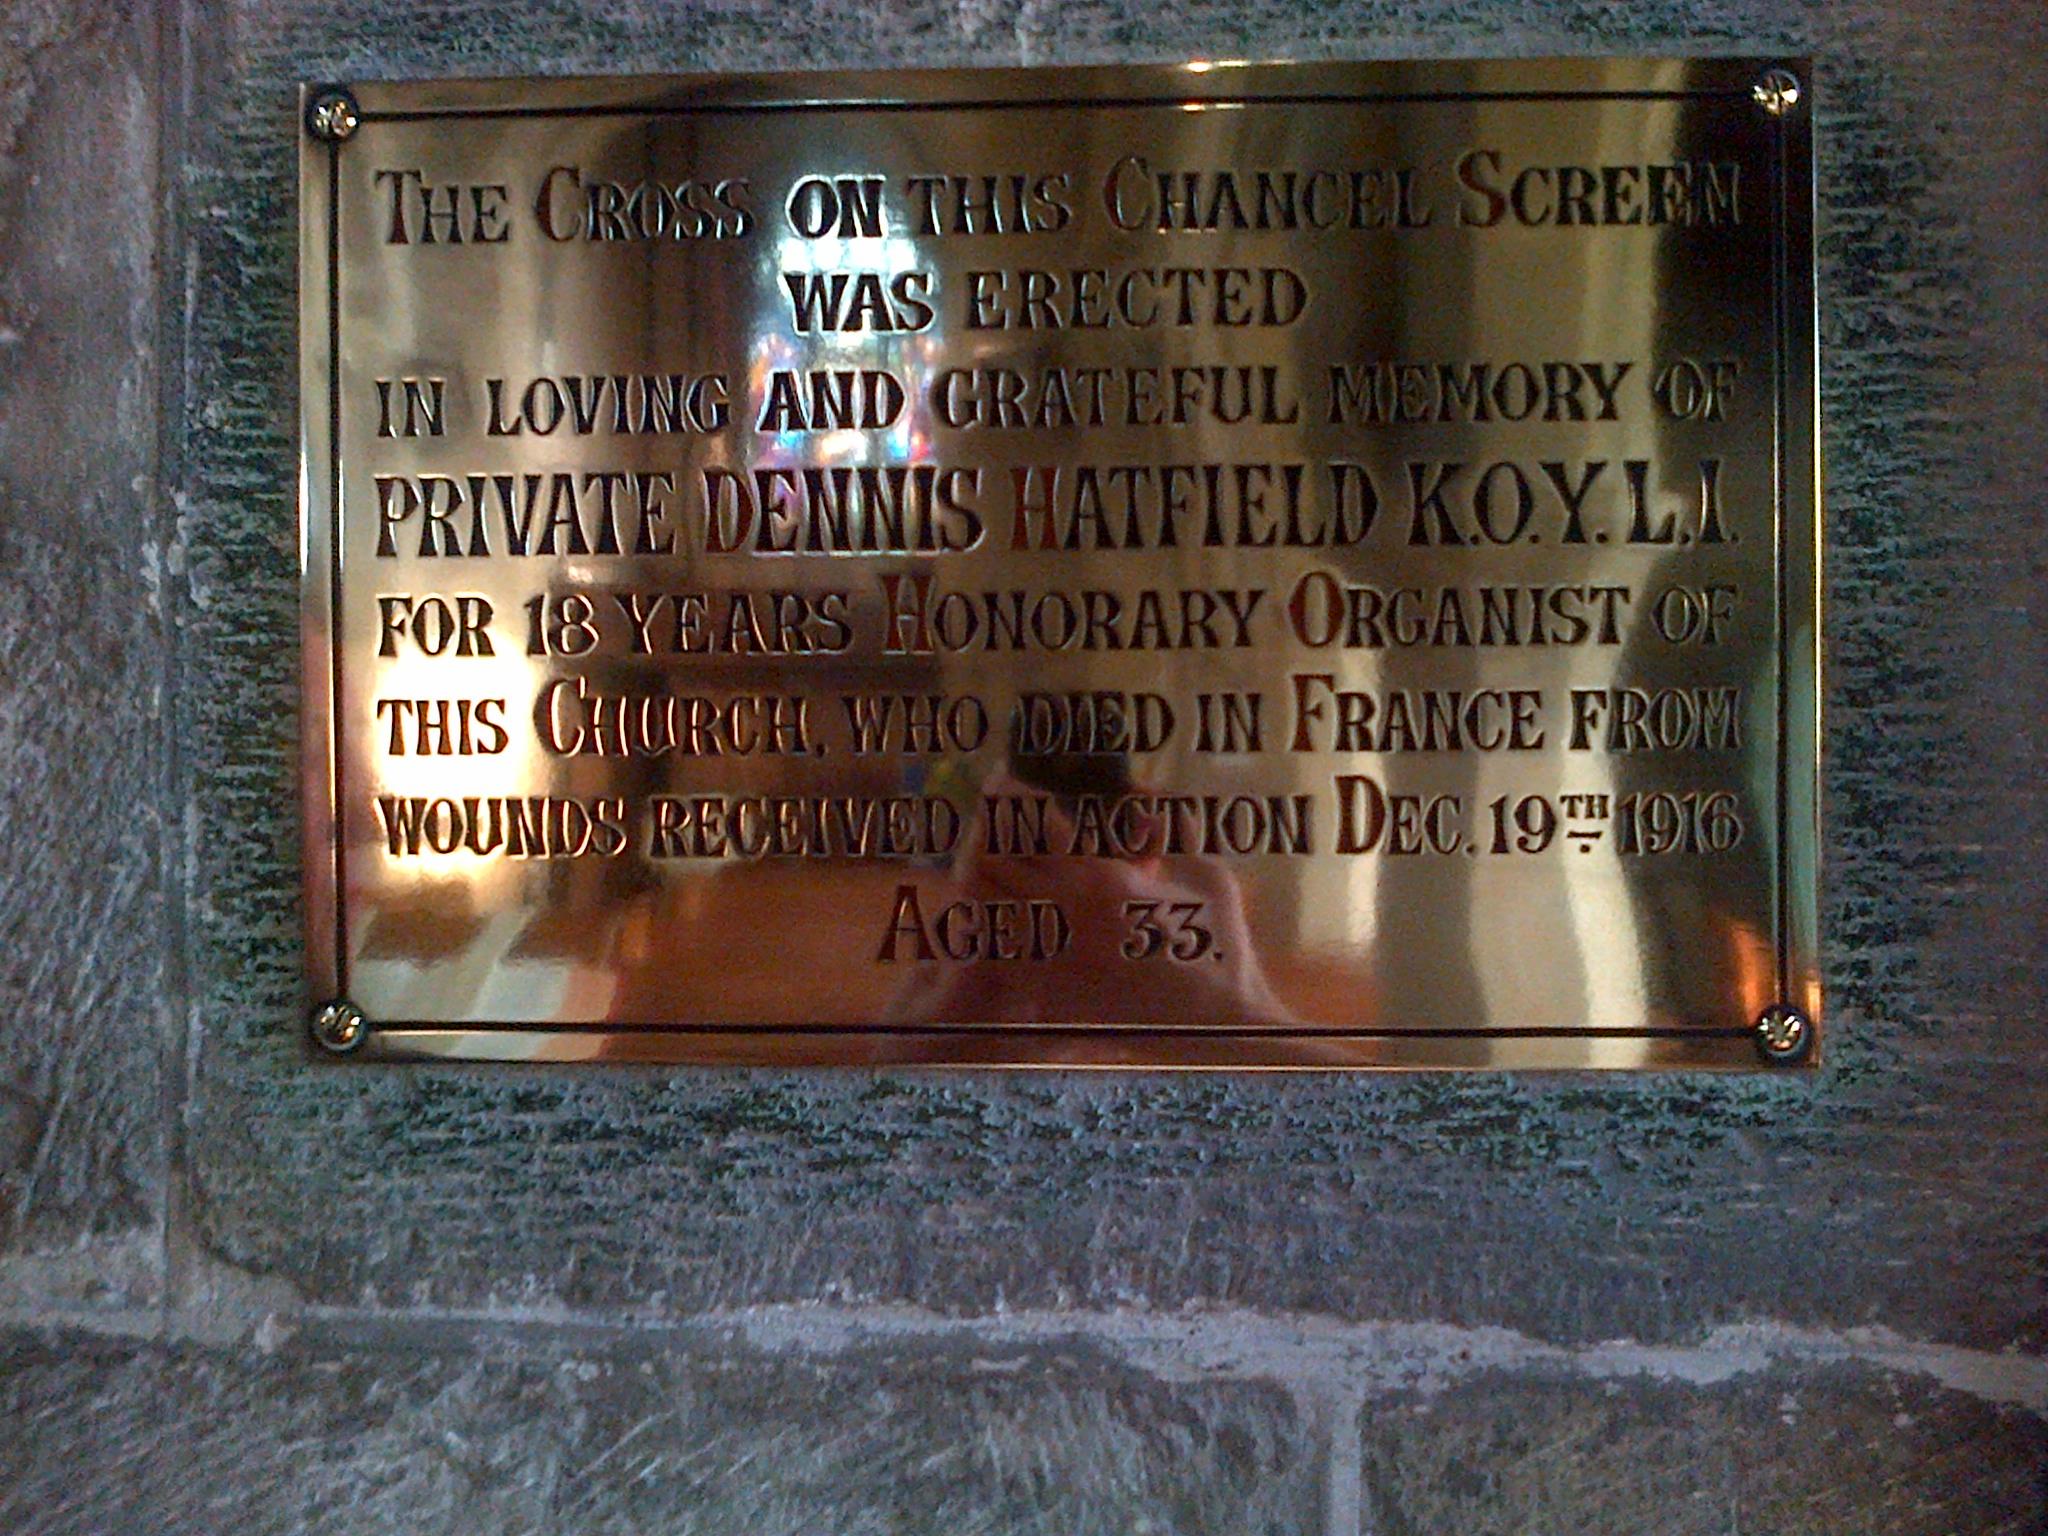 THE CROSS ON THIS CHANCEL SCREEN
WAS ERECTED
IN LOVING AND GRATEFUL MEMORY OF
PRIVATE DENNIS HATFIELD K.O.Y.L.I.
FOR 18 YEARS HONORARY ORGANIST OF
THIS CHURCH, WHO DIED IN FRANCE FROM
WOUNDS RECEIVED IN ACTION DEC. 19TH 1916
AGED 33.